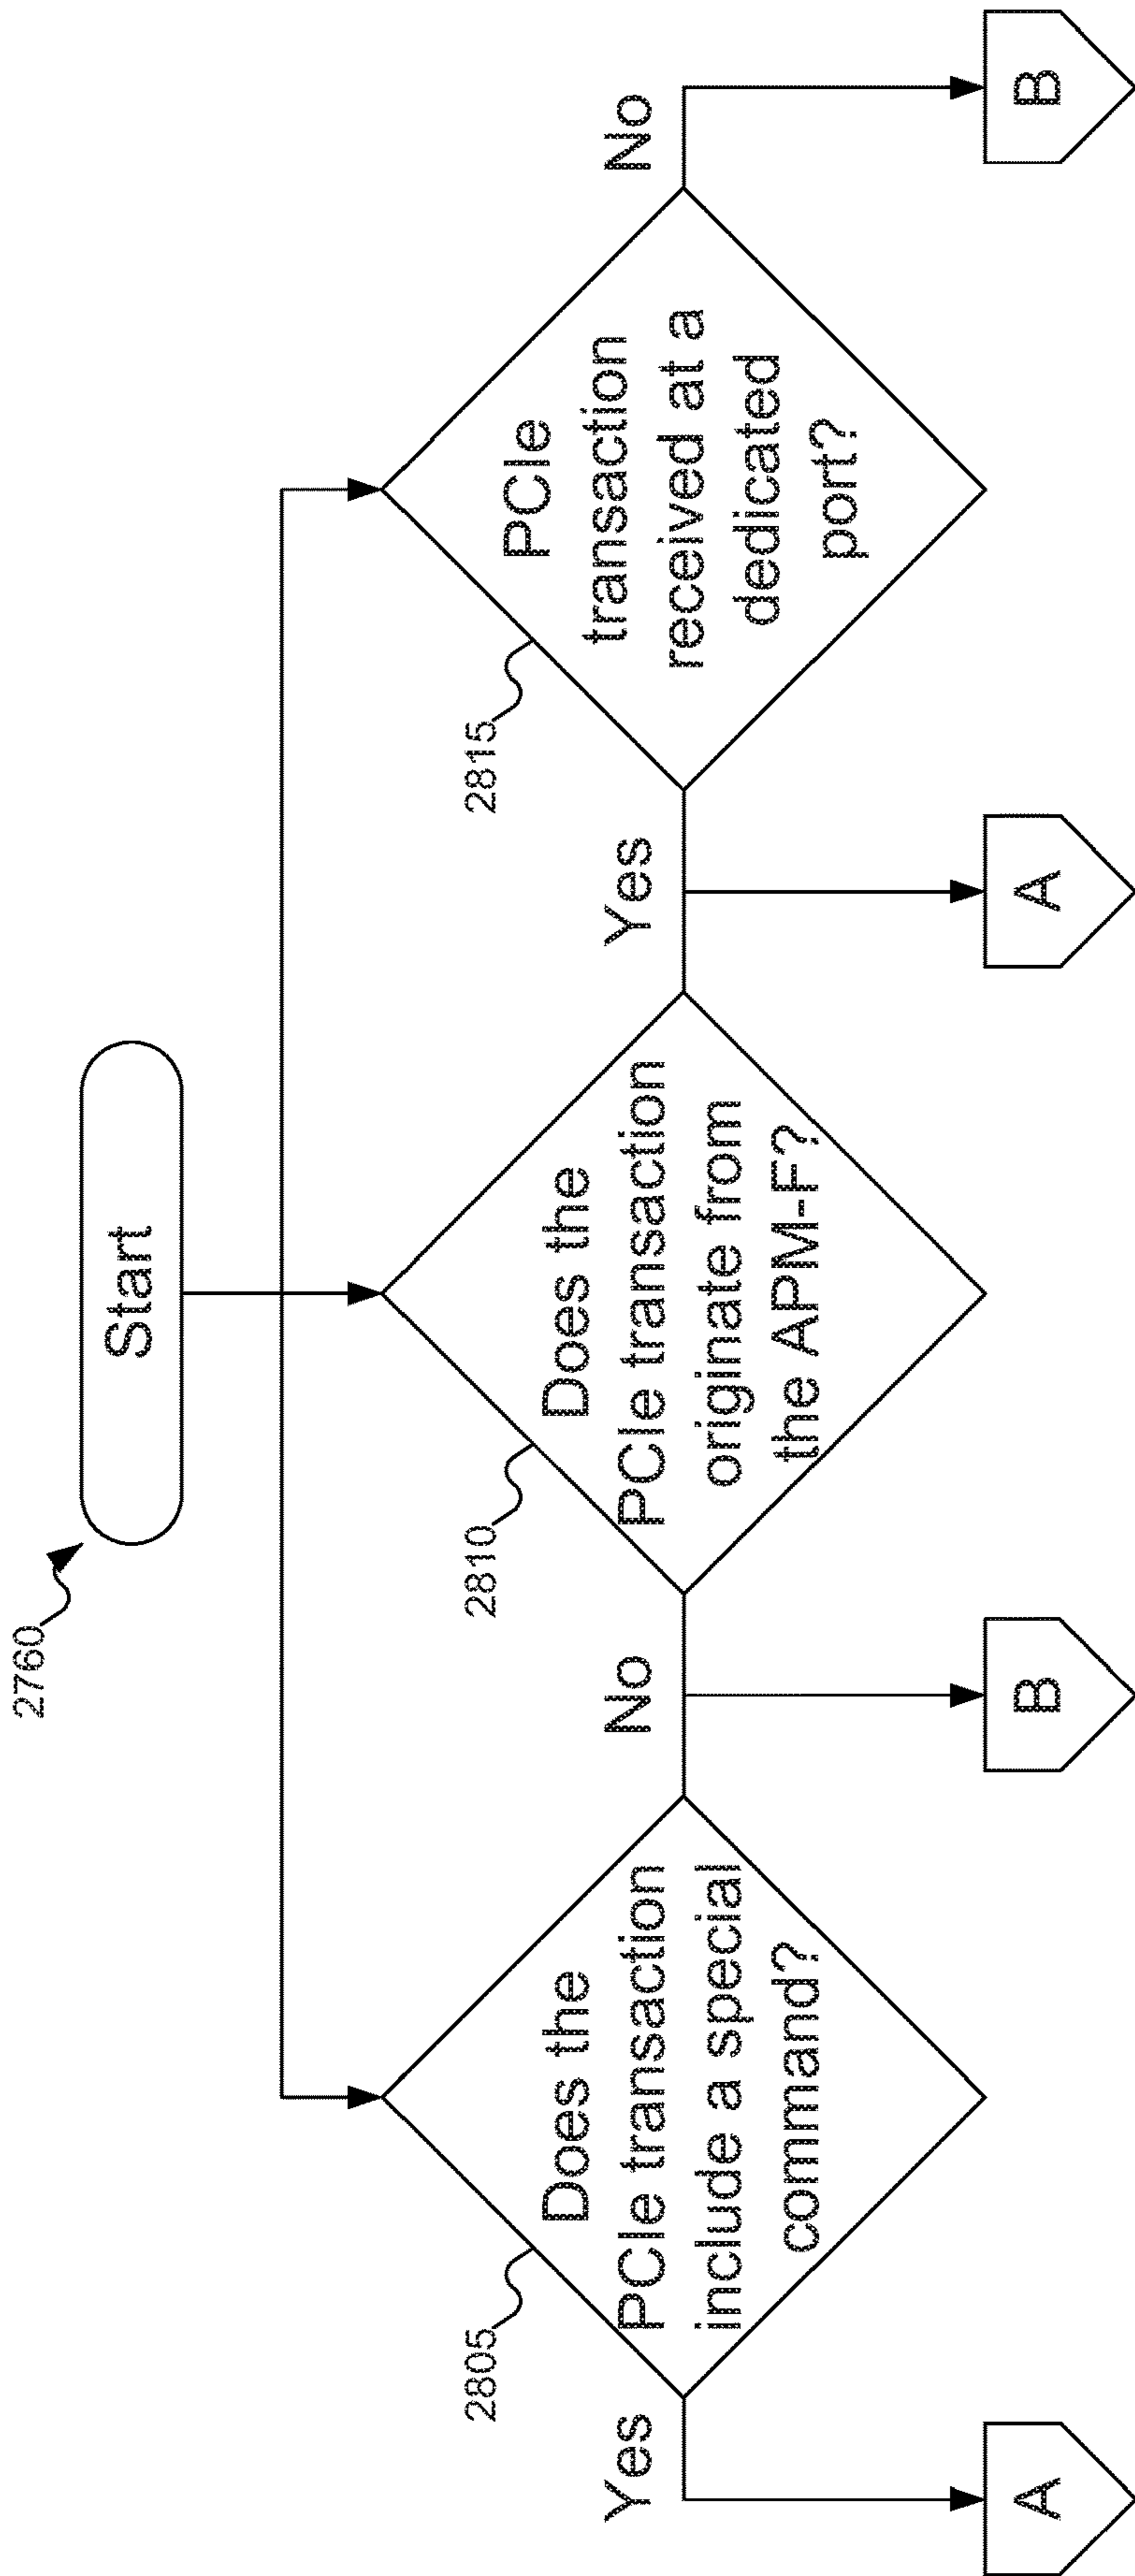 2760
Start
2805
Does the
PCIe transaction
include a special
command?
2810
Does the
PCIe transaction
originate from
the APM-F?
2815
PCIe
transaction
received at a
dedicated
port?
Yes
No
Yes
No
A
B
A
B